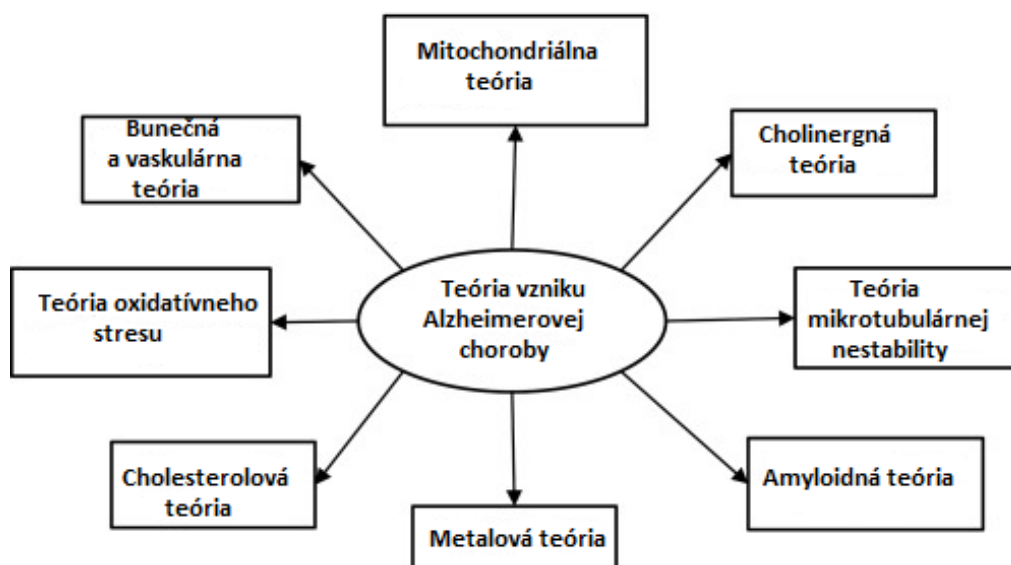 Mitochondriálna
teória
Bunečná
a vaskulárna
teória
Cholinergná
teória
Teória oxidatívneho
stresu
Teória vzniku
Alzheimerovej
choroby
Teória
mikrotubulárnej
nestability
Cholesterolová
teória
Metalová teória
Amyloidná teória